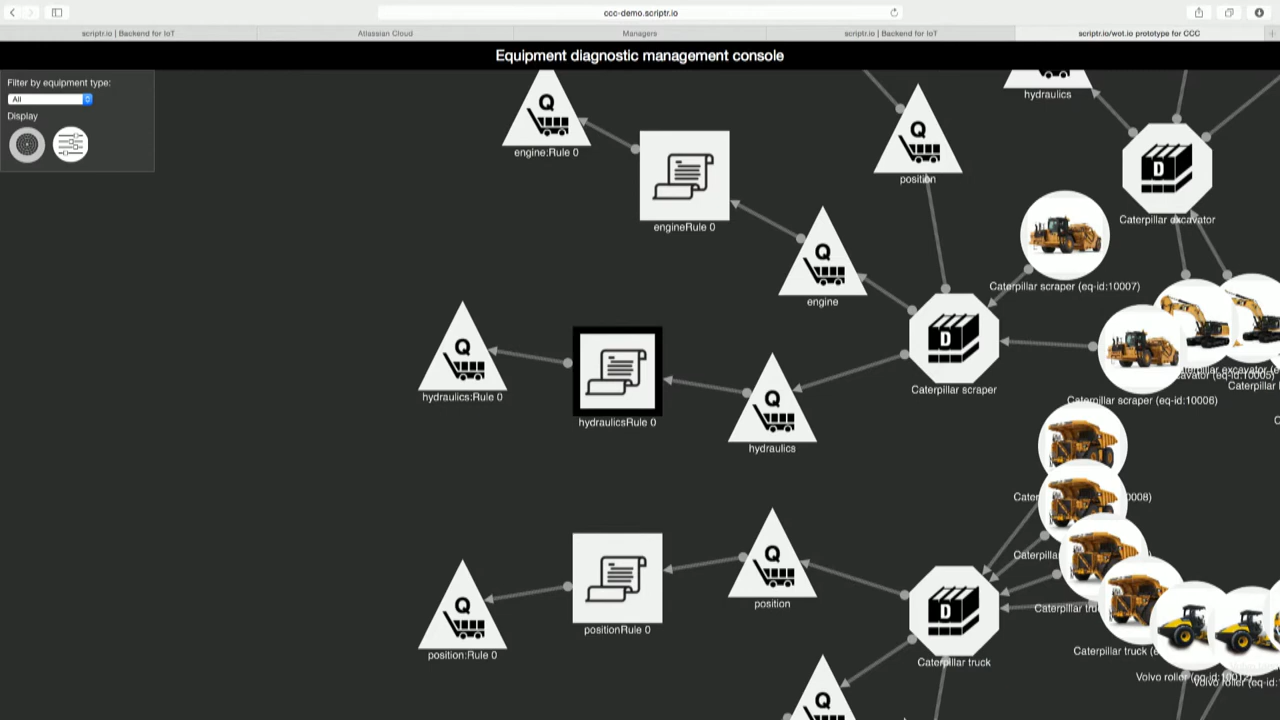 ccc-demo.scriptr.io
scriptr.io | Backend for IoT
Atlassian Cloud
Managers
scriptr.io | Backend for IoT
scriptr.io/wot.io prototype for CCC
Equipment diagnostic management console
Filter by equipment type:
All
Display
hydraulics
Q
engine:Rule 0
engineRule 0
Q
position
D
Caterpillar excavator
Q
engine
Caterpillar scraper (eq-id:10007)
D
Caterpillar scraper
Caterpillar scraper (eq-id:10006)
Q
hydraulics:Rule 0
hydraulicsRule 0
Q
hydraulics
Q
position:Rule 0
positionRule 0
Q
position
D
Caterpillar truck
Caterpillar truck
Volvo roller
Q